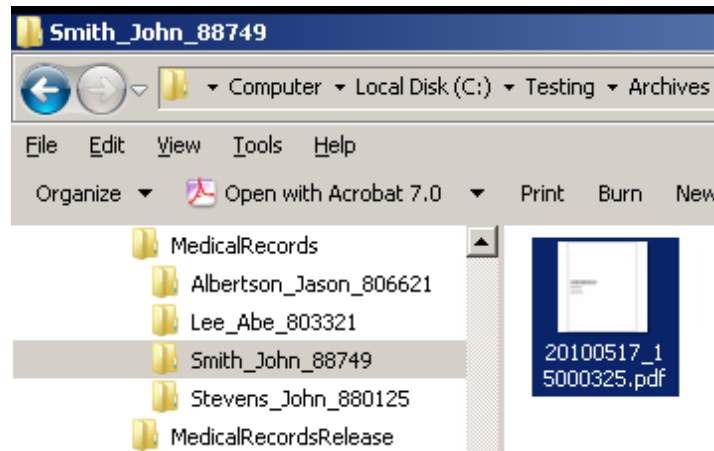 Smith_John_88749
Computer Local Disk (C:) Testing Archives
File Edit View Tools Help
Organize Open with Acrobat 7.0 Print Burn New
MedicalRecords
Albertson_Jason_806621
Lee_Abe_803321
Smith_John_88749
Stevens_John_880125
MedicalRecordsRelease
20100517_1
5000325.pdf